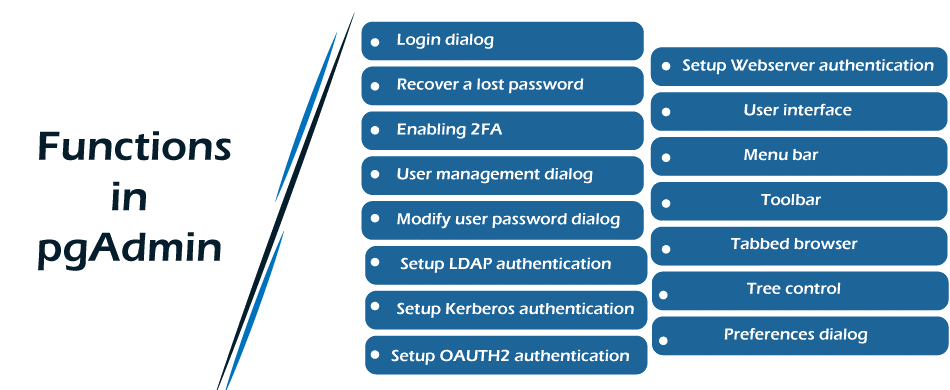 Functions
in
pgAdmin
Login dialog
Recover a lost password
Enabling 2FA
User management dialog
Modify user password dialog
Setup LDAP authentication
Setup Kerberos authentication
Setup OAUTH2 authentication
Setup Webserver authentication
User interface
Menu bar
Toolbar
Tabbed browser
Tree control
Preferences dialog